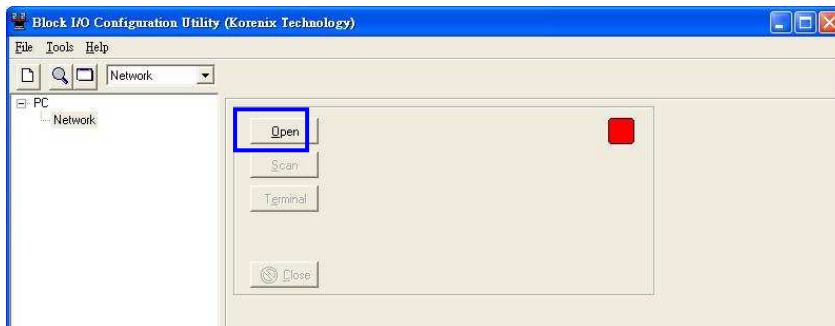 Block I/O Configuration Utility (Korenix Technology)
File Tools Help
Network
PC
Network
Open
Scan
Terminal
Close